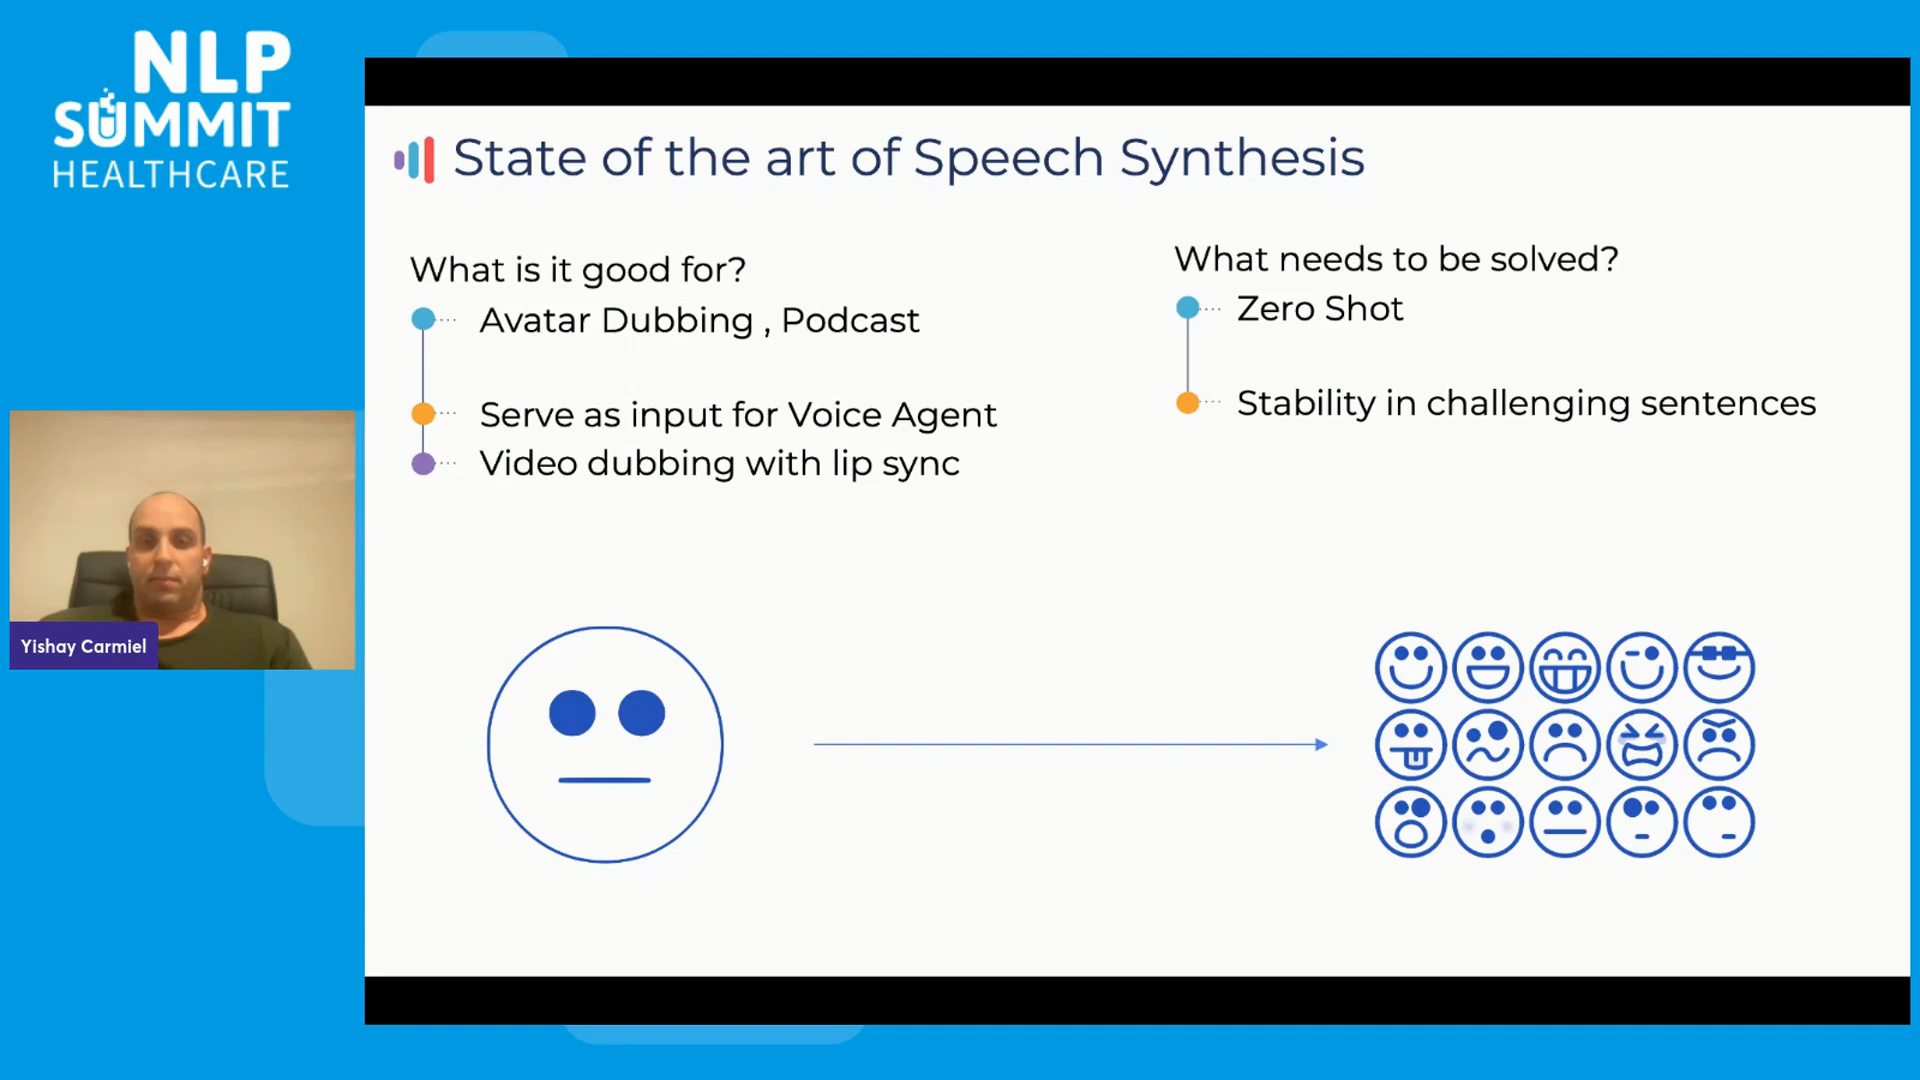 NLP
SUMMIT
HEALTHCARE
State of the art of Speech Synthesis
What is it good for?
Avatar Dubbing , Podcast
Serve as input for Voice Agent
Video dubbing with lip sync
What needs to be solved?
Zero Shot
Stability in challenging sentences
Yishay Carmiel